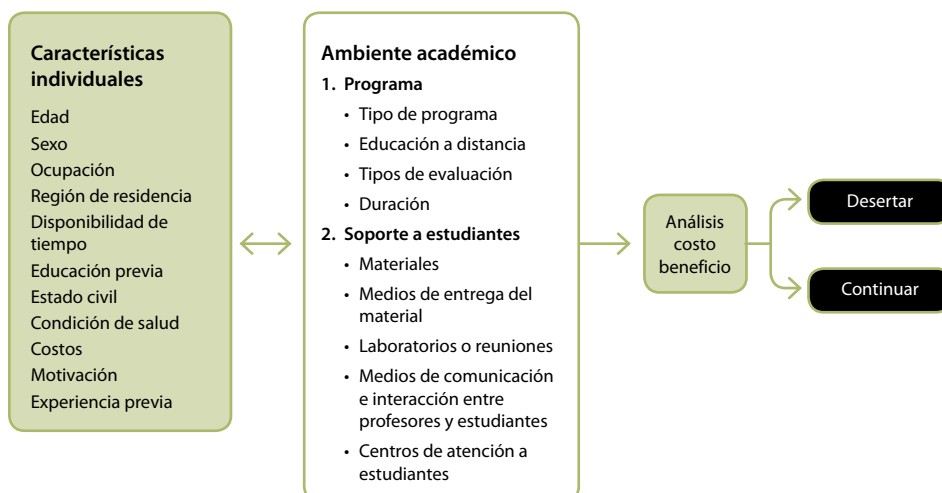 Características
individuales
Edad
Sexo
Ocupación
Región de residencia
Disponibilidad de
tiempo
Educación previa
Estado civil
Condición de salud
Costos
Motivación
Experiencia previa
Ambiente académico
1. Programa
• Tipo de programa
• Educación a distancia
• Tipos de evaluación
• Duración
2. Soporte a estudiantes
• Materiales
• Medios de entrega del
material
• Laboratorios o reuniones
• Medios de comunicación
e interacción entre
profesores y estudiantes
• Centros de atención a
estudiantes
Análisis
costo
beneficio
Desertar
Continuar